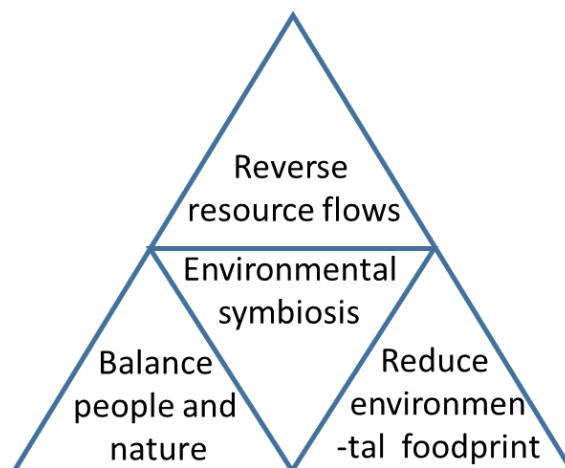 Reverse
resource flows
Environmental
symbiosis
Balance
people and
nature
Reduce
environmen
-tal foodprint